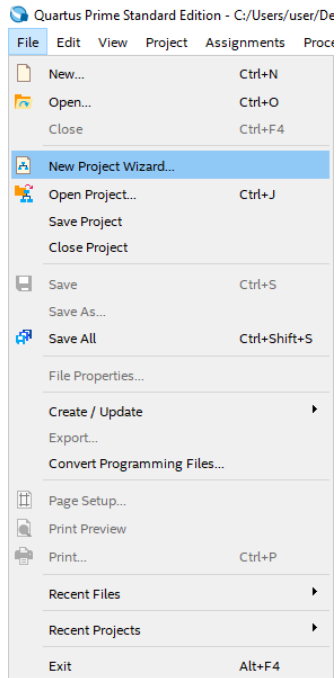 Quartus Prime Standard Edition - C:/Users/user/De
File Edit View Project Assignments Proce
New... Ctrl+N
Open... Ctrl+O
Close Ctrl+F4
New Project Wizard...
Open Project... Ctrl+J
Save Project
Close Project
Save Ctrl+S
Save As...
Save All Ctrl+Shift+S
File Properties...
Create / Update
Export...
Convert Programming Files...
Page Setup...
Print Preview
Print... Ctrl+P
Recent Files
Recent Projects
Exit Alt+F4